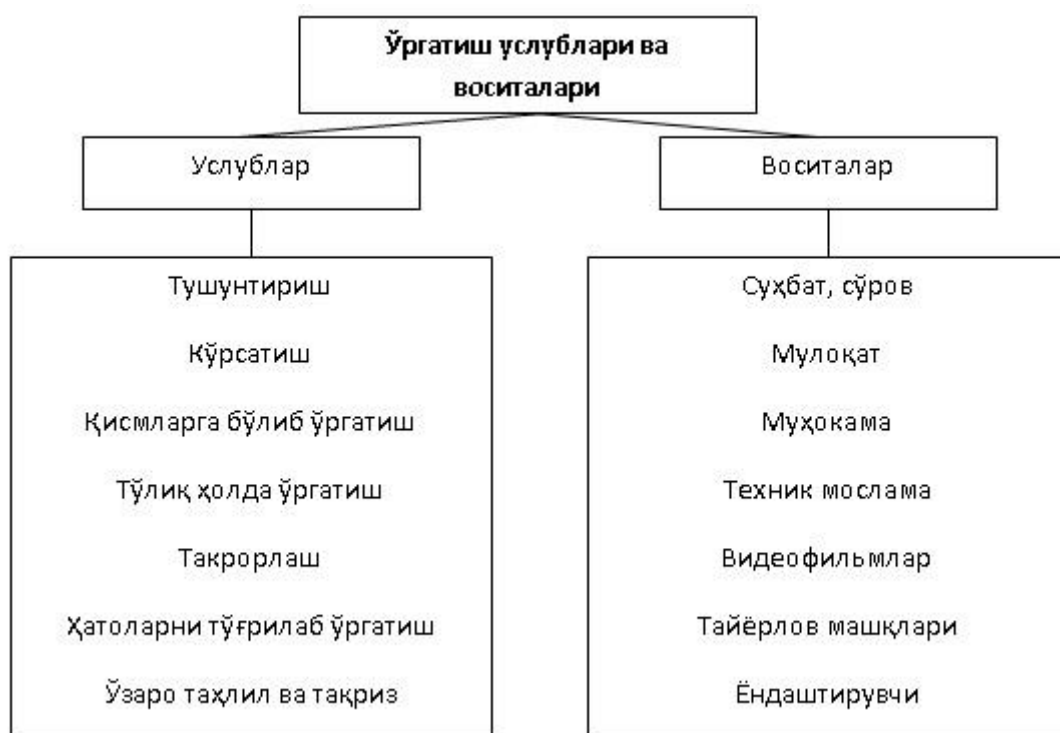 Ўргатиш услублари ва
воситалари
Услублар
Воситалар
Тушунтириш
Кўрсатиш
Қисмларга бўлиб ўргатиш
Тўлиқ ҳолда ўргатиш
Такрорлаш
Ҳатоларни тўғрилаб ўргатиш
Ўзаро таҳлил ва тақриз
Суҳбат, сўров
Мулоқат
Муҳокама
Техник мослама
Видеофильмлар
Тайёрлов машқлари
Ёндаштирувчи